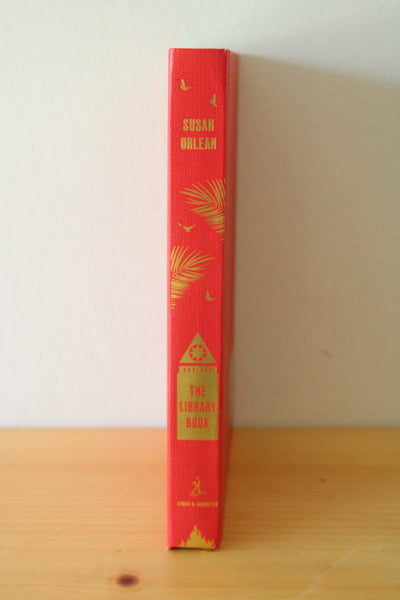 SUSAN
ORLEAN
THE
LIBRARY
BOOK
SIMON & SCHUSTER